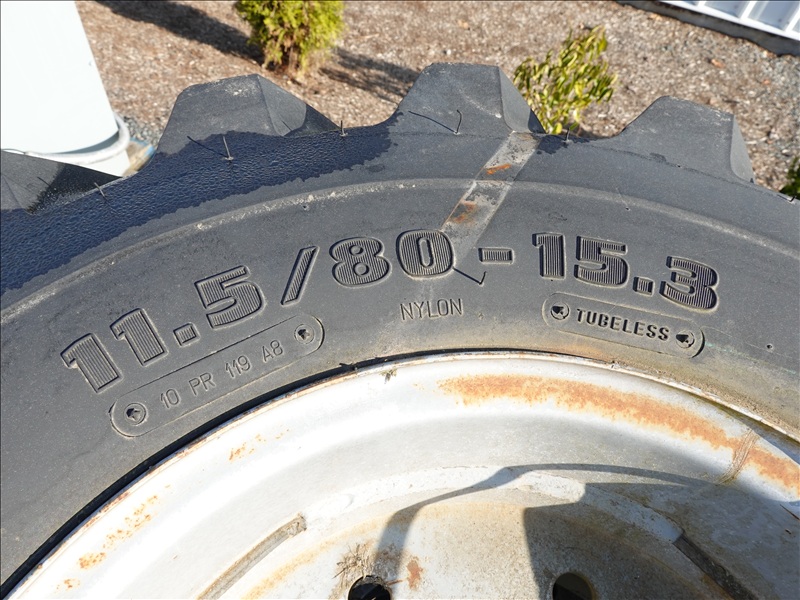 11.5/80-15.3
10 PR 119 A8
NYLON
TUBELESS